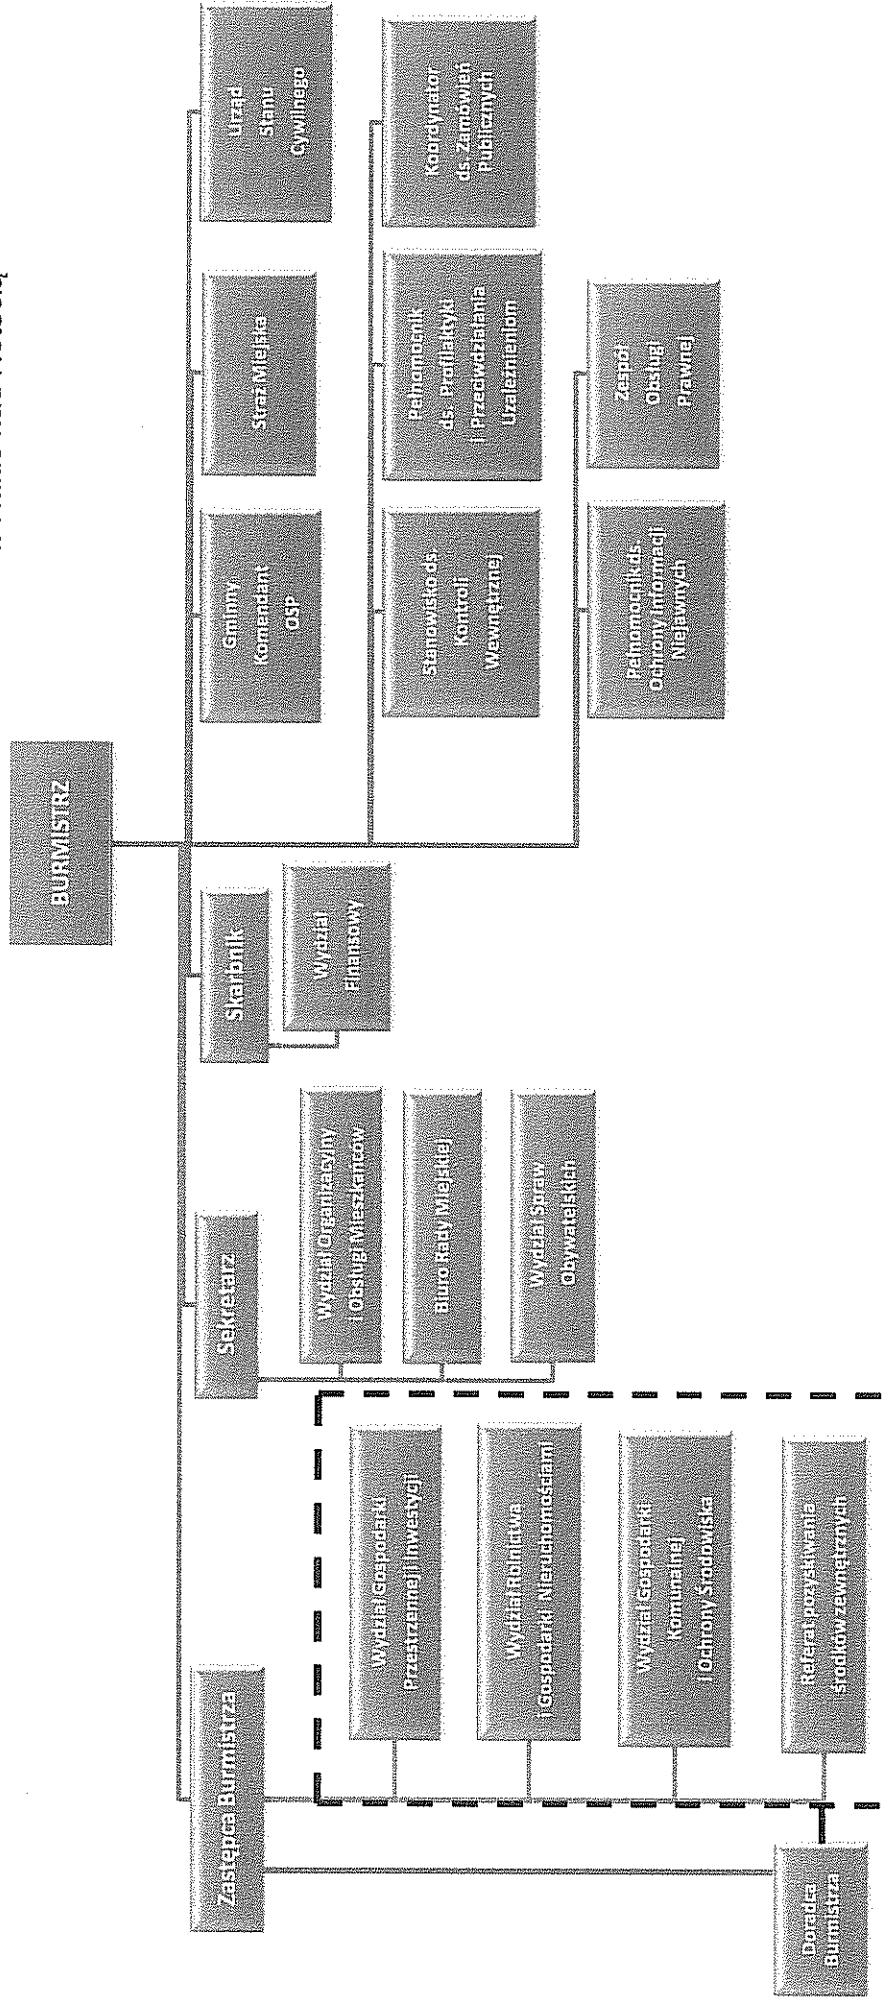 BURMISTRZ
Zastępca Burmistrza
Sekretarz
Skarbnik
Gminny
Komendant
OSP
Straż Miejska
Urząd
Stanu
Cywilnego
Wydział
Finansowy
Wydział Organizacyjny
i Obsługi Mieszkańców
Biuro Rady Miejskiej
Wydział Spraw
Obywatelskich
Wydział Gospodarki
Przestrzennej i Inwestycji
Wydział Rolnictwa
i Gospodarki Nieruchomościami
Wydział Gospodarki
Komunalnej
i Ochrony Środowiska
Referat pozyskiwania
środków zewnętrznych
Doradca
Burmistrza
Stanowisko ds.
Kontroli
Wewnętrznej
Pełnomocnik
ds. Profilaktyki
i Przeciwdziałania
Uzależnieniom
Koordynator
ds. Zamówień
Publicznych
Pełnomocnik ds.
Ochrony Informacji
Niejawnych
Zespół
Obsługi
Prawnej